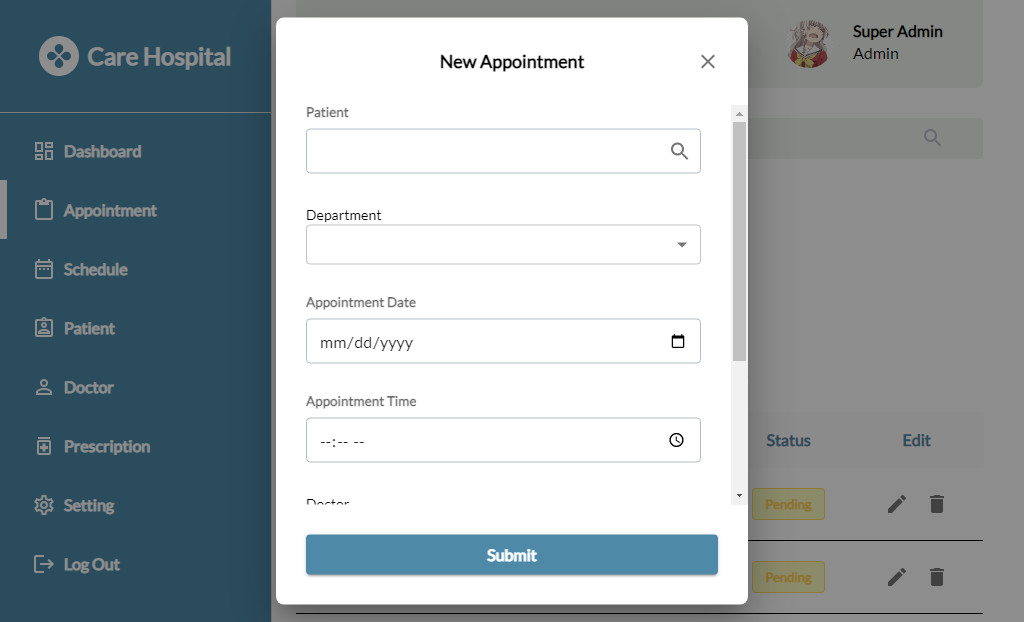 Care Hospital
Dashboard
Appointment
Schedule
Patient
Doctor
Prescription
Setting
Log Out
Super Admin
Admin
New Appointment
Patient
Department
Appointment Date
mm/dd/yyyy
Appointment Time
--:-- --
Doctor
Submit
Status Edit
Pending
Pending